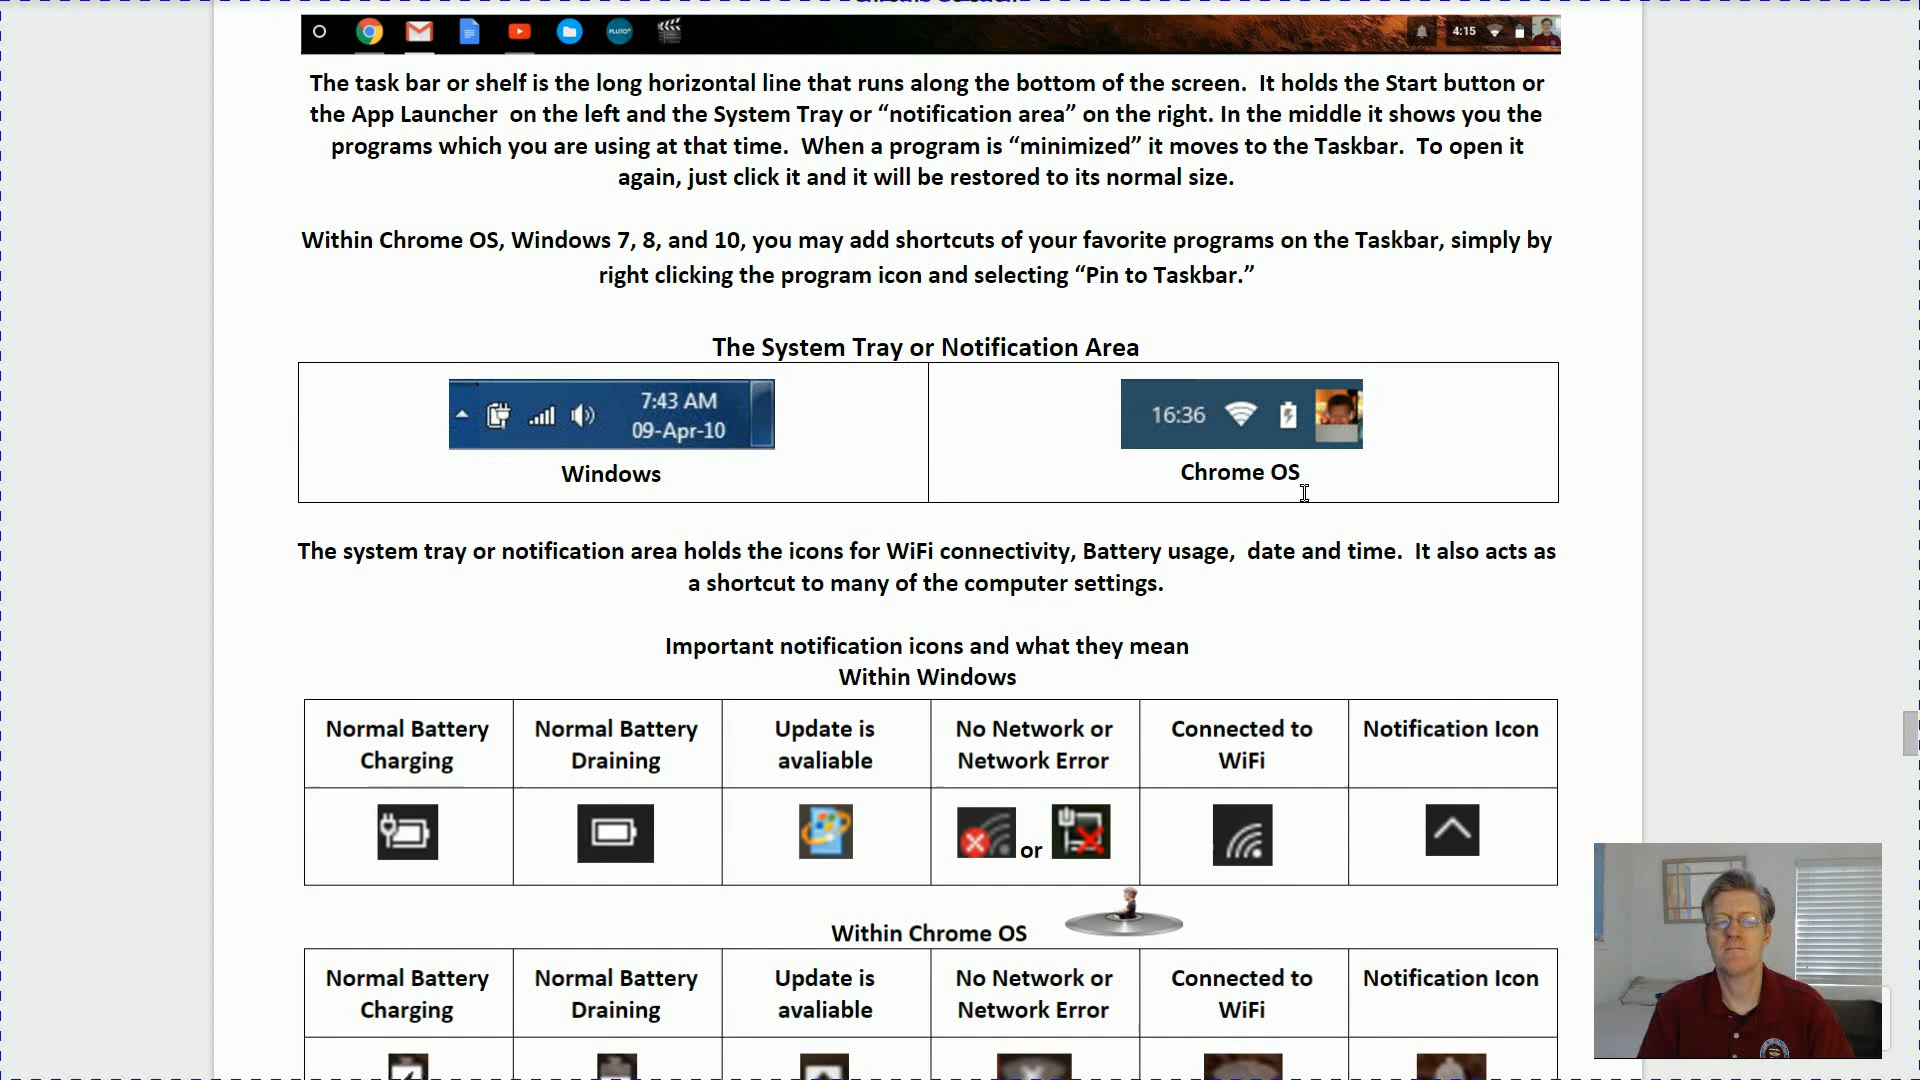 PLUTO
4:15
The task bar or shelf is the long horizontal line that runs along the bottom of the screen.  It holds the Start button or
the App Launcher  on the left and the System Tray or “notification area” on the right. In the middle it shows you the
programs which you are using at that time.  When a program is “minimized” it moves to the Taskbar.  To open it
again, just click it and it will be restored to its normal size.
Within Chrome OS, Windows 7, 8, and 10, you may add shortcuts of your favorite programs on the Taskbar, simply by
right clicking the program icon and selecting “Pin to Taskbar.”
The System Tray or Notification Area
7:43 AM
09-Apr-10
Windows
16:36
Chrome OS
The system tray or notification area holds the icons for WiFi connectivity, Battery usage,  date and time.  It also acts as
a shortcut to many of the computer settings.
Important notification icons and what they mean
Within Windows
Normal Battery
Charging
Normal Battery
Draining
Update is
avaliable
No Network or
Network Error
Connected to
WiFi
Notification Icon
or
Within Chrome OS
Normal Battery
Charging
Normal Battery
Draining
Update is
avaliable
No Network or
Network Error
Connected to
WiFi
Notification Icon